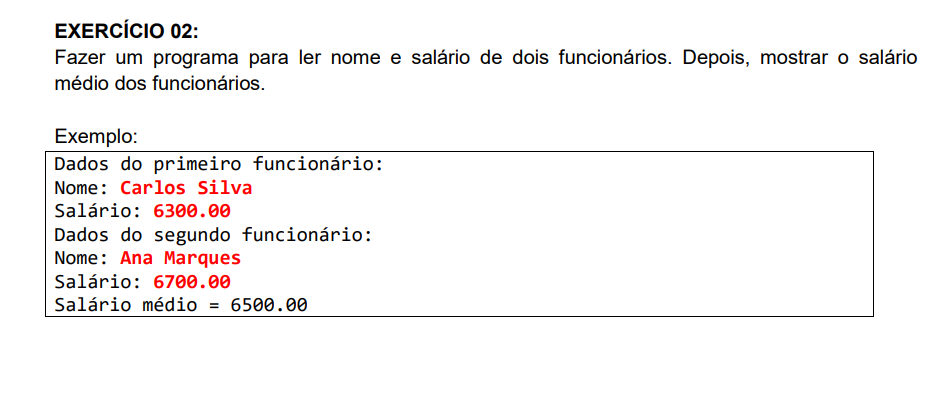 EXERCÍCIO 02:
Fazer um programa para ler nome e salário de dois funcionários. Depois, mostrar o salário
médio dos funcionários.
Exemplo:
Dados do primeiro funcionário:
Nome: Carlos Silva
Salário: 6300.00
Dados do segundo funcionário:
Nome: Ana Marques
Salário: 6700.00
Salário médio = 6500.00